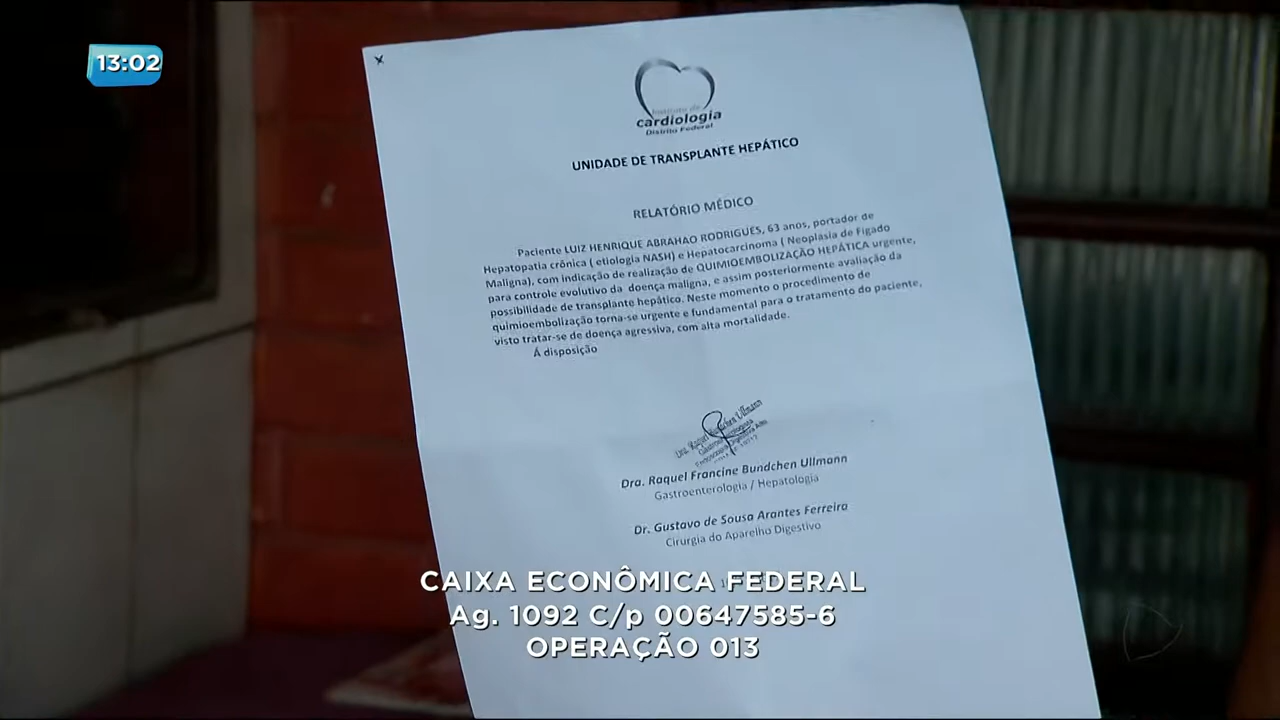 13:02
x
cardiologia
Distrito Federal
UNIDADE DE TRANSPLANTE HEPÁTICO
RELATÓRIO MÉDICO
Paciente LUIZ HENRIQUE ABRAHAO RODRIGUES, 63 anos, portador de
Hepatopatia crônica ( etiologia NASH) e Hepatocarcinoma ( Neoplasia de Figado
Maligna), com indicação de realização de QUIMIOEMBOLIZAÇÃO HEPÁTICA urgente,
para controle evolutivo da doença maligna, e assim posteriormente avaliação da
possibilidade de transplante hepático. Neste momento o procedimento de
quimioembolização torna-se urgente e fundamental para o tratamento do paciente,
visto tratar-se de doença agressiva, com alta mortalidade.
Á disposição
Dra. Raquel Bundchen Ullmann
Dra. Raquel Francine Bundchen Ullmann
Gastroenterologia / Hepatologia
Dr. Gustavo de Sousa Arantes Ferreira
Cirurgia do Aparelho Digestivo
CAIXA ECONÔMICA FEDERAL
Ag. 1092 C/p 00647585-6
OPERAÇÃO 013